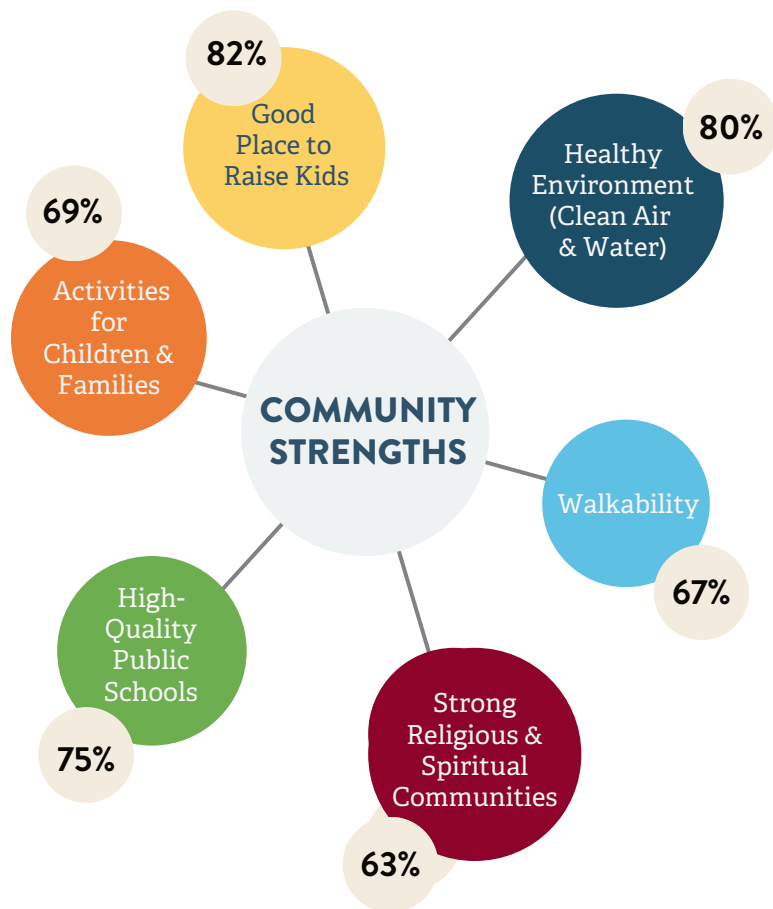 82%
Good
Place to
Raise Kids
80%
Healthy
Environment
(Clean Air
& Water)
69%
Activities
for
Children &
Families
COMMUNITY
STRENGTHS
Walkability
67%
High-
Quality
Public
Schools
75%
Strong
Religious &
Spiritual
Communities
63%